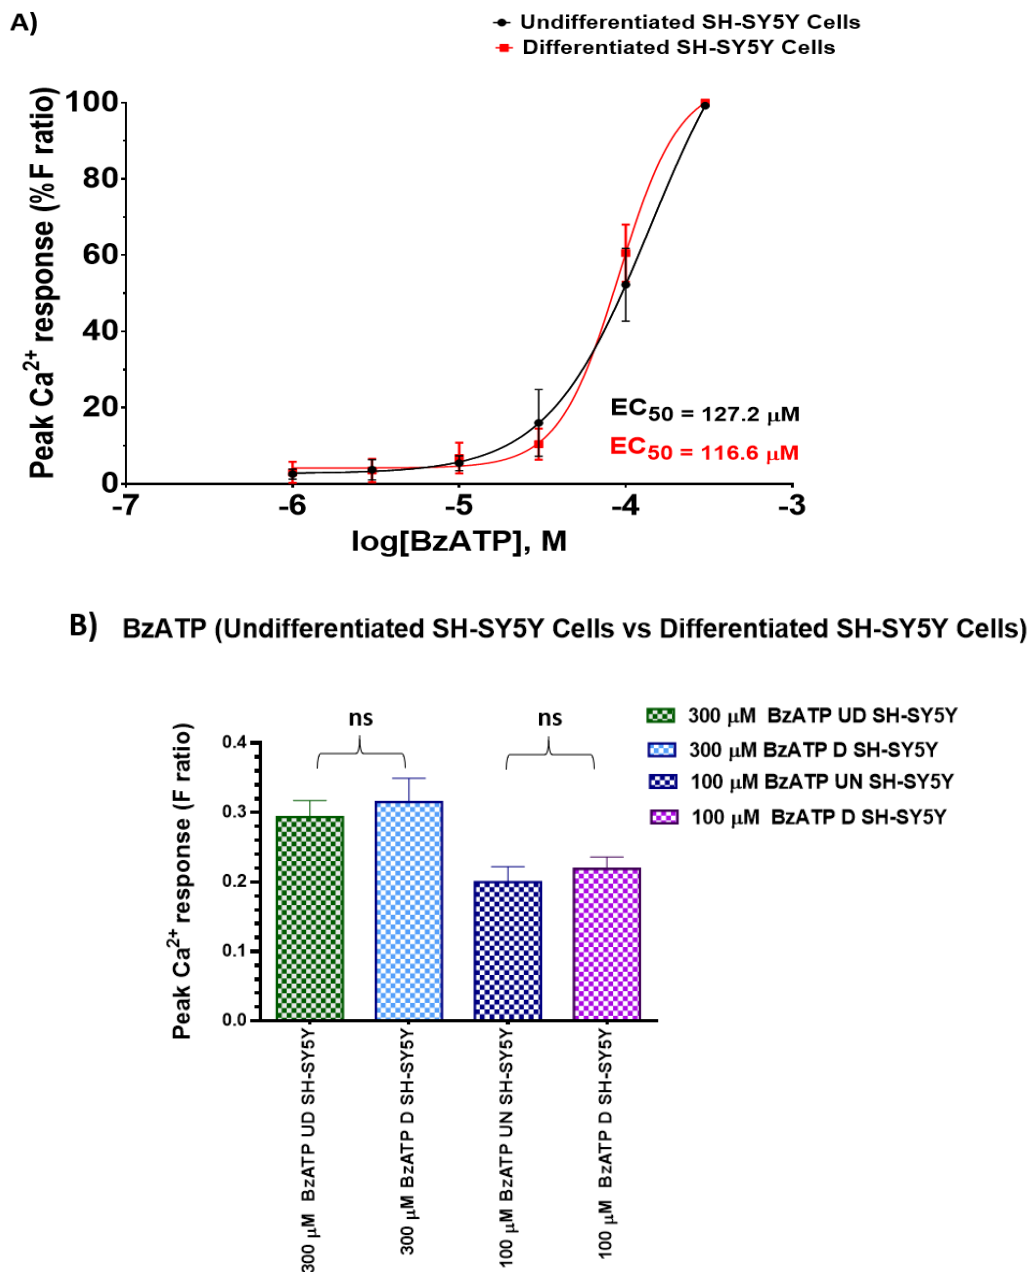 A)
Undifferentiated SH-SY5Y Cells
Differentiated SH-SY5Y Cells
Peak Ca²⁺ response (%F ratio)
100
80
60
40
20
0
EC₅₀ = 127.2 μM
EC₅₀ = 116.6 μM
-7
-6
-5
-4
-3
log[BzATP], M
B) BzATP (Undifferentiated SH-SY5Y Cells vs Differentiated SH-SY5Y Cells)
ns
ns
300 μM BzATP UD SH-SY5Y
300 μM BzATP D SH-SY5Y
100 μM BzATP UN SH-SY5Y
100 μM BzATP D SH-SY5Y
Peak Ca²⁺ response (F ratio)
0.4
0.3
0.2
0.1
0.0
300 μM BzATP UD SH-SY5Y
300 μM BzATP D SH-SY5Y
100 μM BzATP UN SH-SY5Y
100 μM BzATP D SH-SY5Y